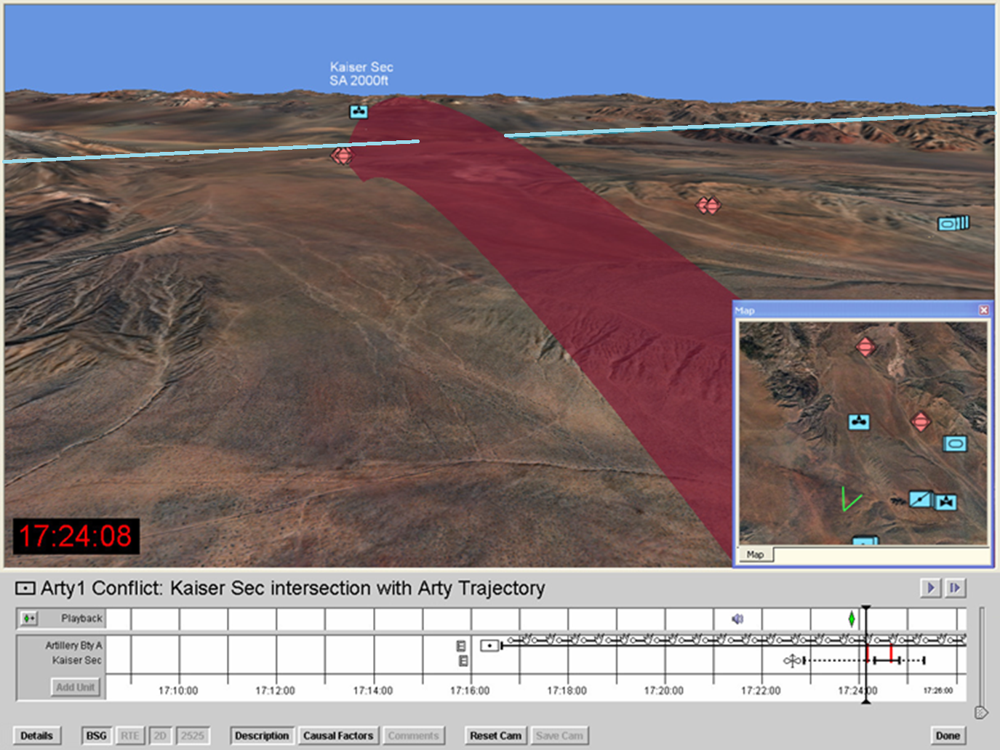 Kaiser Sec
SA 2000ft
Map
Map
17:24:08
Arty1 Conflict: Kaiser Sec intersection with Arty Trajectory
Playback
Artillery Bty A
Kaiser Sec
Add Unit
17:10:00 17:12:00 17:14:00 17:16:00 17:18:00 17:20:00 17:22:00 17:24:00 17:26:00
Details BSG RTE 2D 2525 Description Causal Factors Comments Reset Cam Save Cam Done